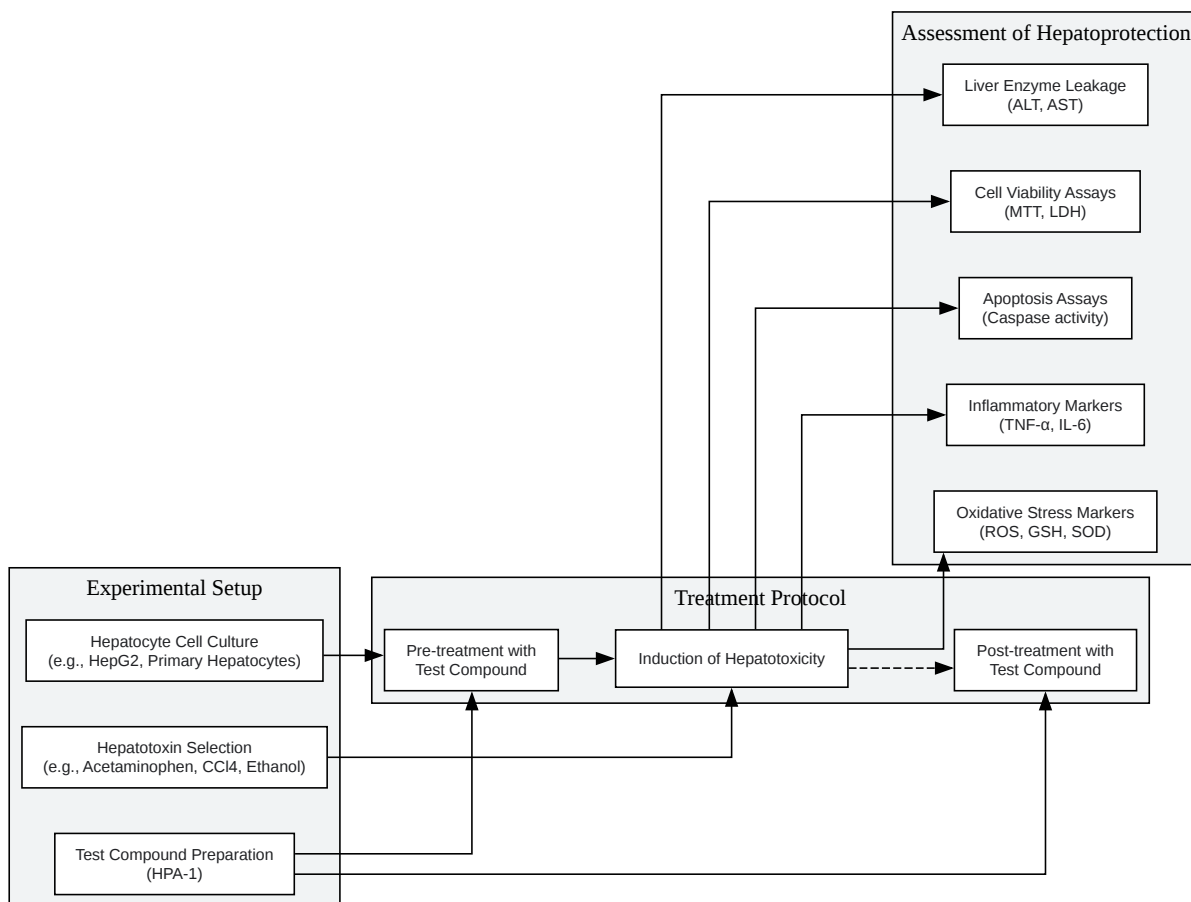 Assessment of Hepatoprotection
Liver Enzyme Leakage
(ALT, AST)
Cell Viability Assays
(MTT, LDH)
Apoptosis Assays
(Caspase activity)
Inflammatory Markers
(TNF-α, IL-6)
Oxidative Stress Markers
(ROS, GSH, SOD)
Experimental Setup
Hepatocyte Cell Culture
(e.g., HepG2, Primary Hepatocytes)
Hepatotoxin Selection
(e.g., Acetaminophen, CCl4, Ethanol)
Test Compound Preparation
(HPA-1)
Treatment Protocol
Pre-treatment with
Test Compound
Induction of Hepatotoxicity
Post-treatment with
Test Compound